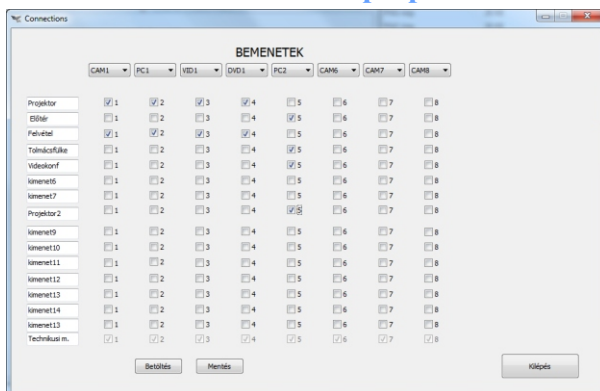 Connections
BEMENETEK
CAM1 PC1 VID1 DVD1 PC2 CAM6 CAM7 CAM8
Projektor 1 2 3 4 5 6 7 8
Előtér 1 2 3 4 5 6 7 8
Felvétel 1 2 3 4 5 6 7 8
Tolmácsfülke 1 2 3 4 5 6 7 8
Videokonf 1 2 3 4 5 6 7 8
kimenet6 1 2 3 4 5 6 7 8
kimenet7 1 2 3 4 5 6 7 8
Projektor2 1 2 3 4 5 6 7 8
kimenet9 1 2 3 4 5 6 7 8
kimenet10 1 2 3 4 5 6 7 8
kimenet11 1 2 3 4 5 6 7 8
kimenet12 1 2 3 4 5 6 7 8
kimenet13 1 2 3 4 5 6 7 8
kimenet14 1 2 3 4 5 6 7 8
kimenet13 1 2 3 4 5 6 7 8
Technikusi m. 1 2 3 4 5 6 7 8
Betöltés Mentés Kilépés